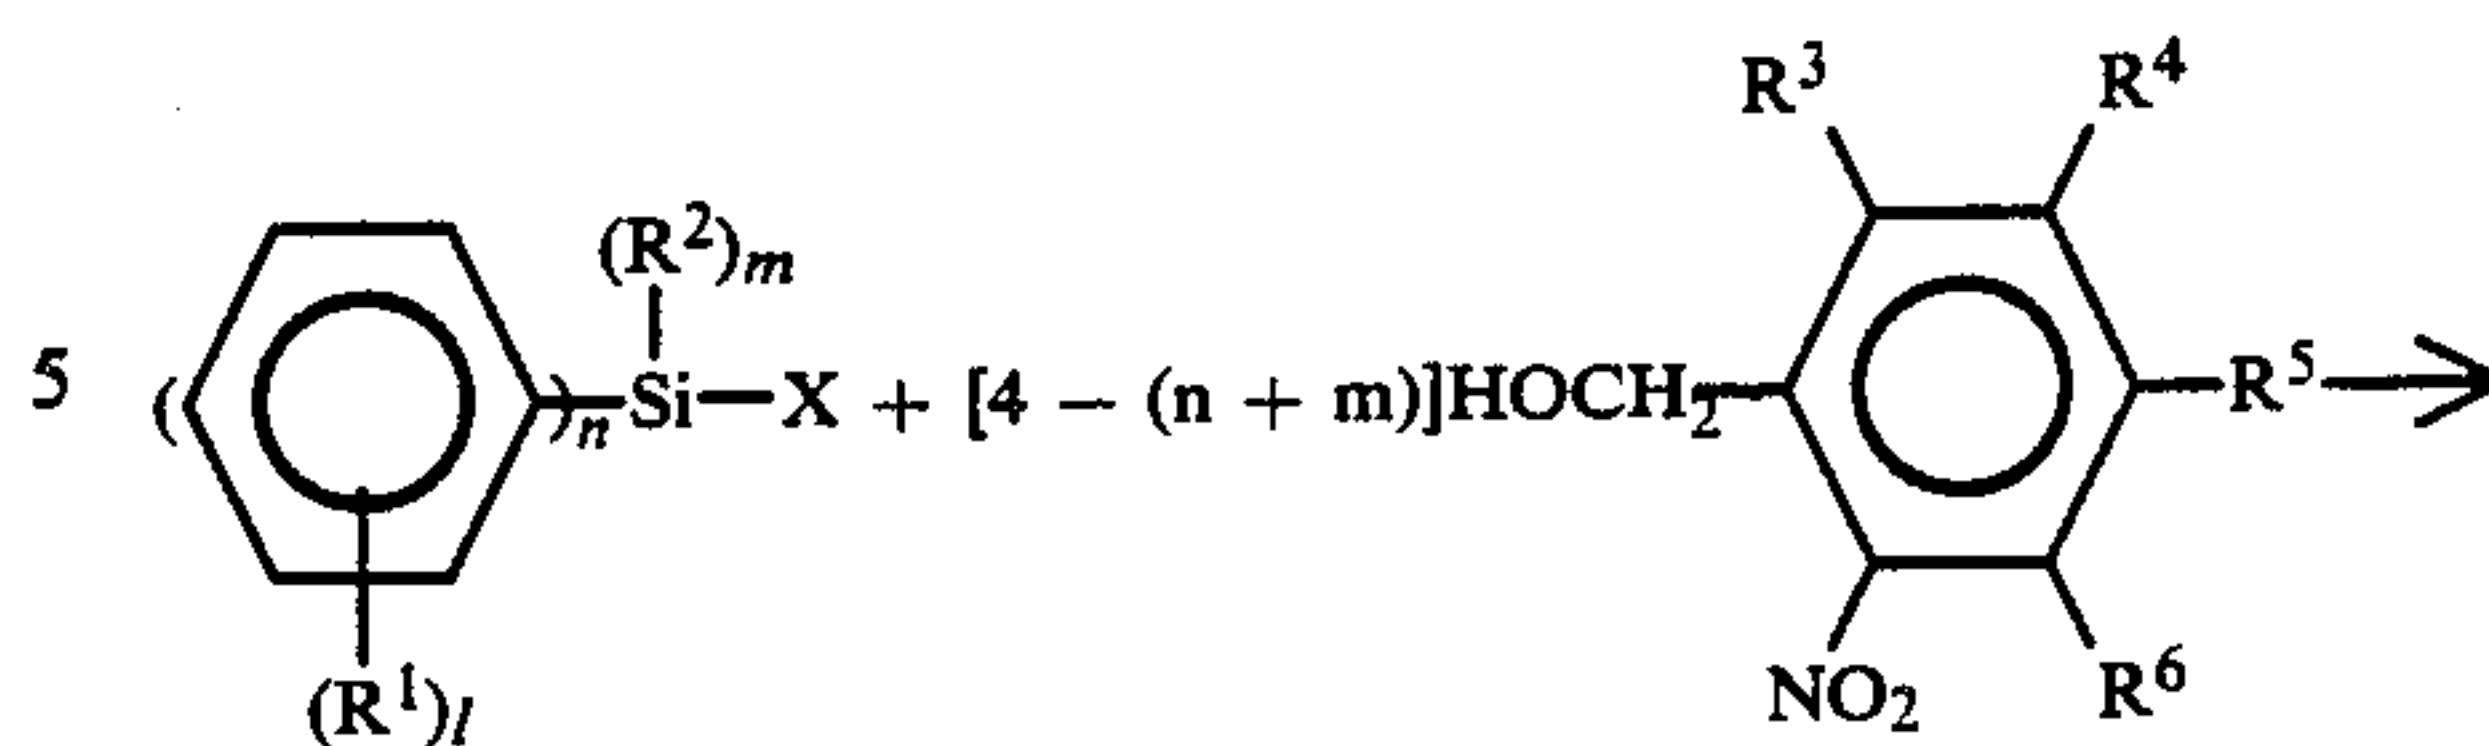 R³ R⁴
(R²)m
5 ( )n Si—X + [4 − (n + m)]HOCH₂ R⁵ →
(R¹)l
NO₂ R⁶